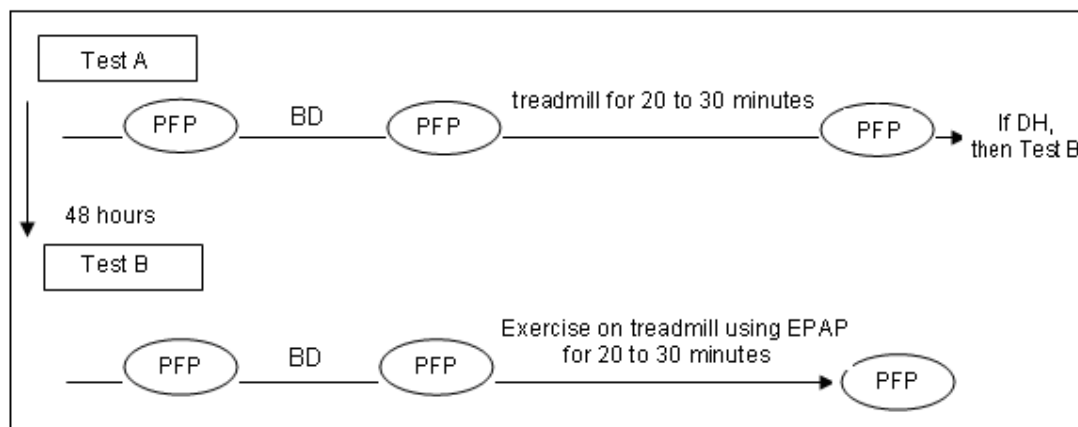 Test A
PFP
BD
PFP
treadmill for 20 to 30 minutes
PFP
If DH,
then Test B
48 hours
Test B
PFP
BD
PFP
Exercise on treadmill using EPAP
for 20 to 30 minutes
PFP